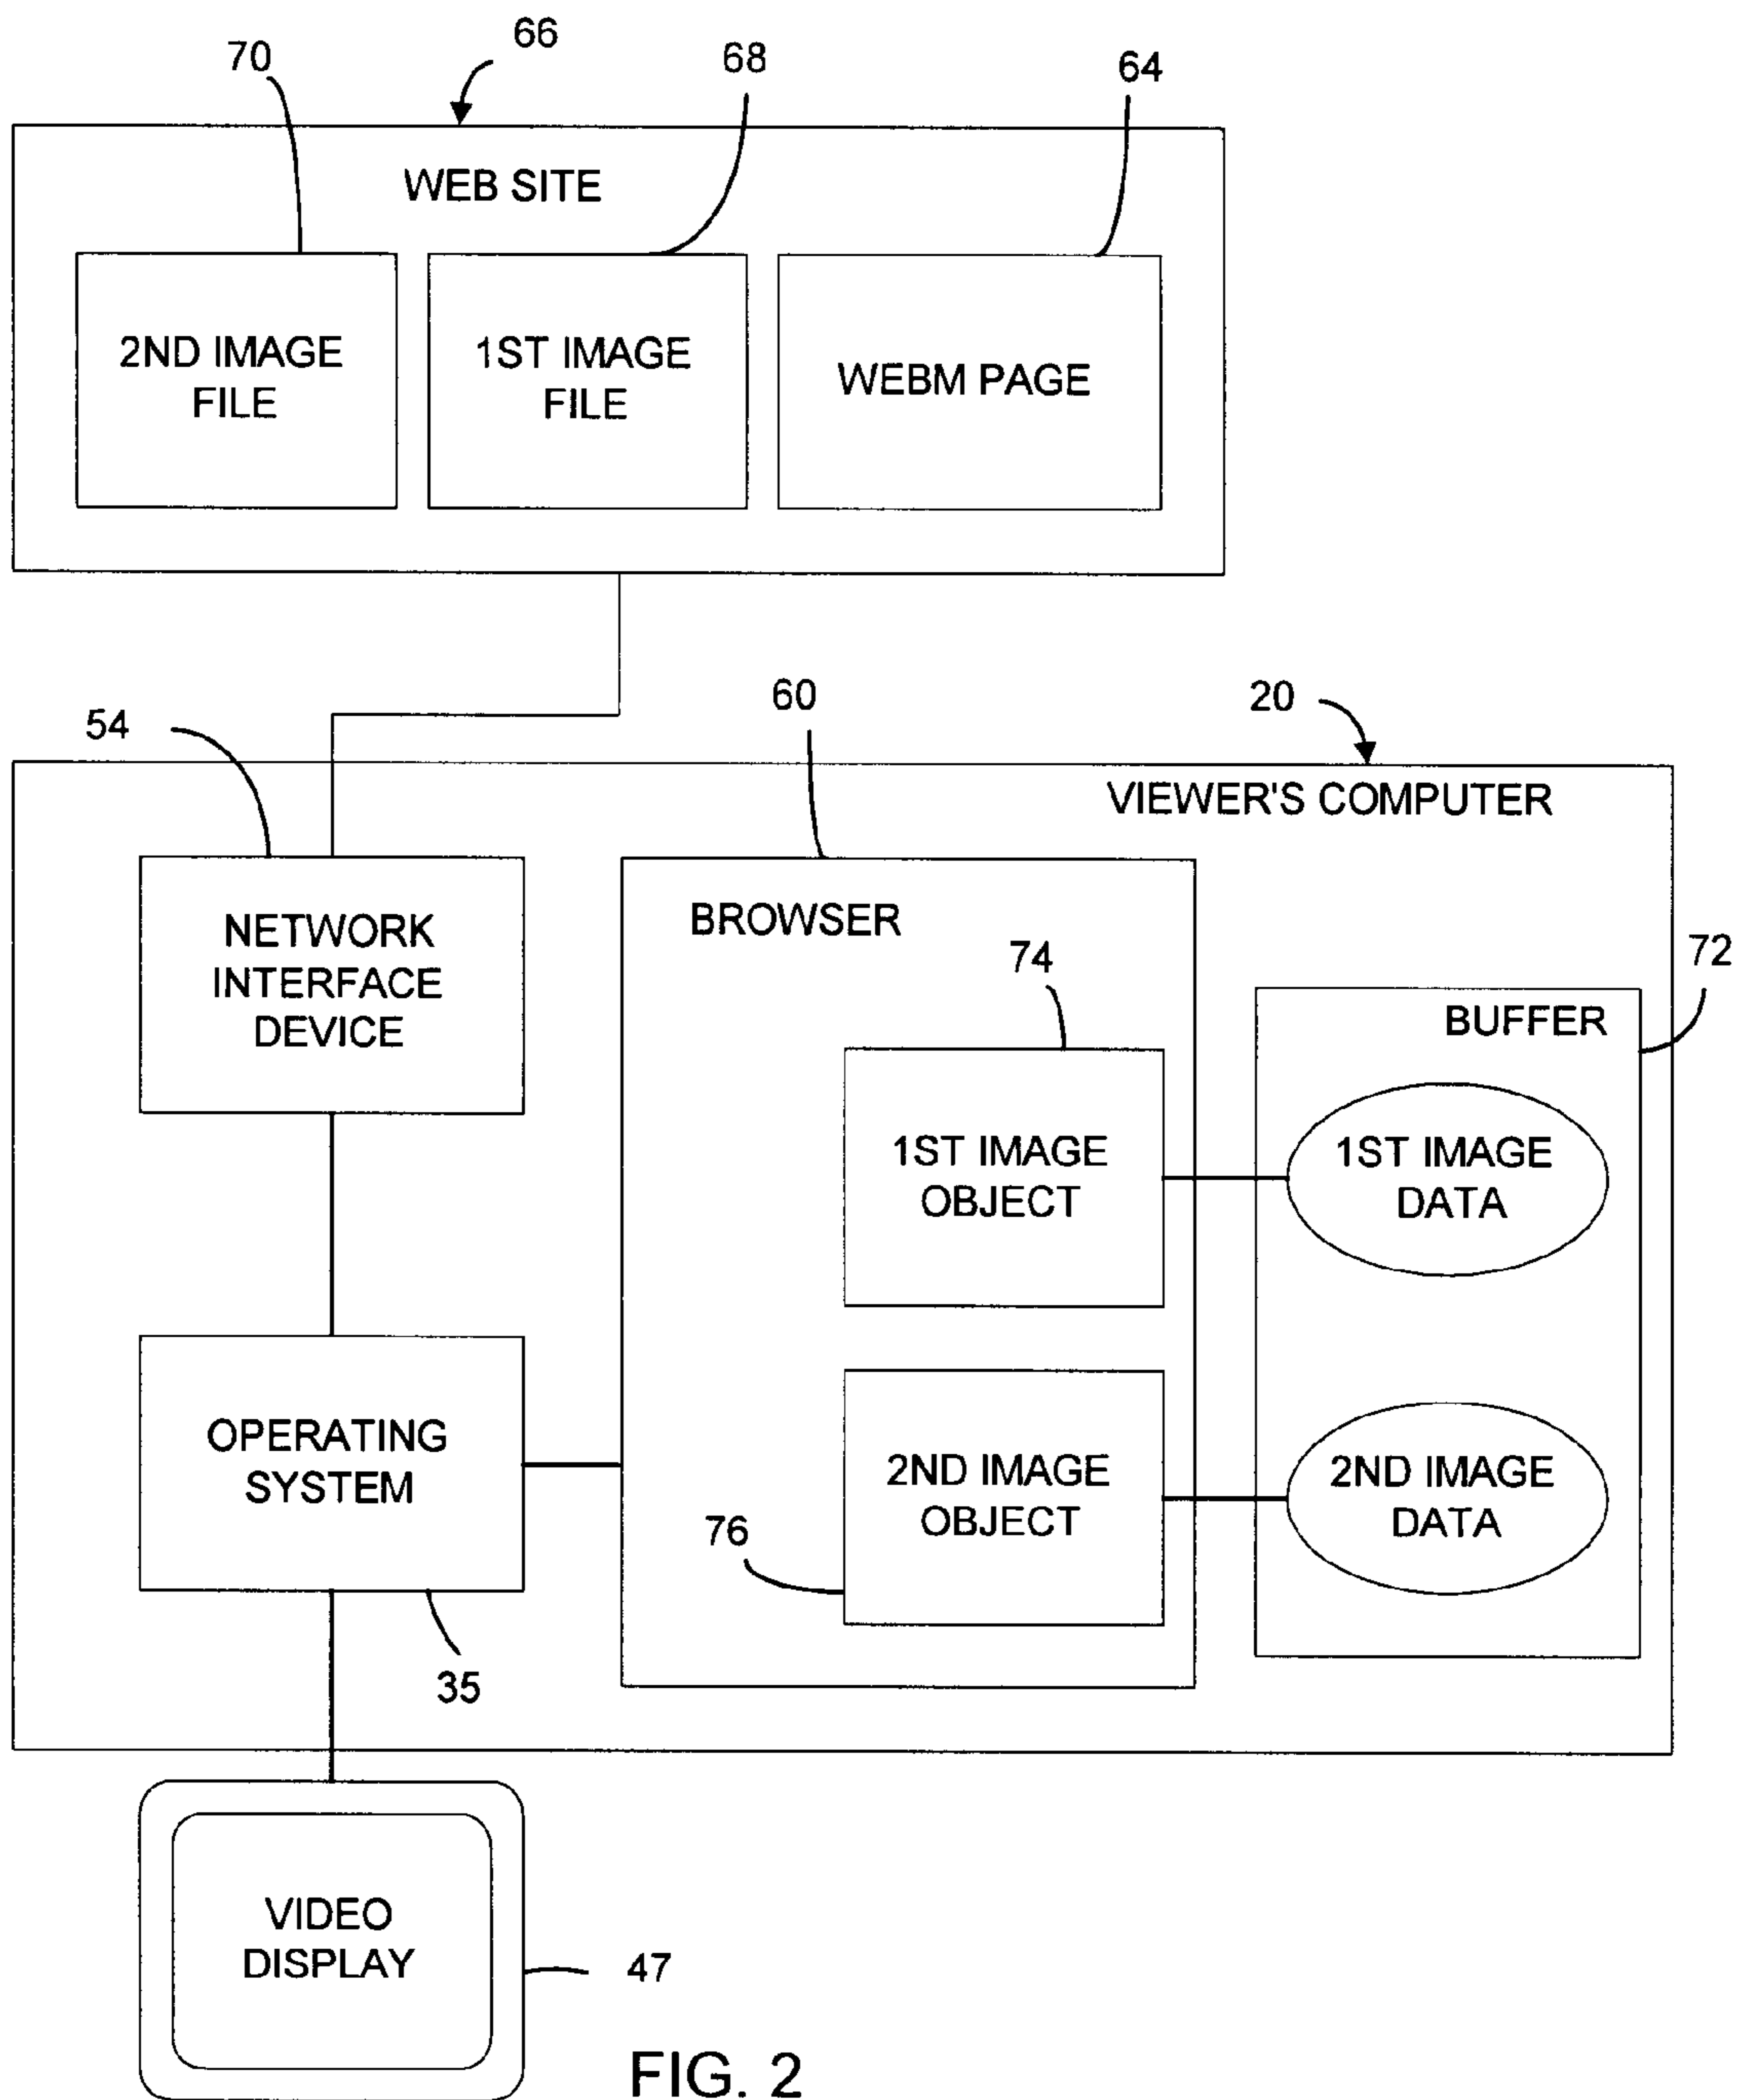 66
70
68
64
WEB SITE
2ND IMAGE
FILE
1ST IMAGE
FILE
WEBM PAGE
60
20
54
VIEWER'S COMPUTER
NETWORK
INTERFACE
DEVICE
BROWSER
74
72
BUFFER
1ST IMAGE
OBJECT
1ST IMAGE
DATA
OPERATING
SYSTEM
2ND IMAGE
OBJECT
2ND IMAGE
DATA
76
35
VIDEO
DISPLAY
47
FIG. 2